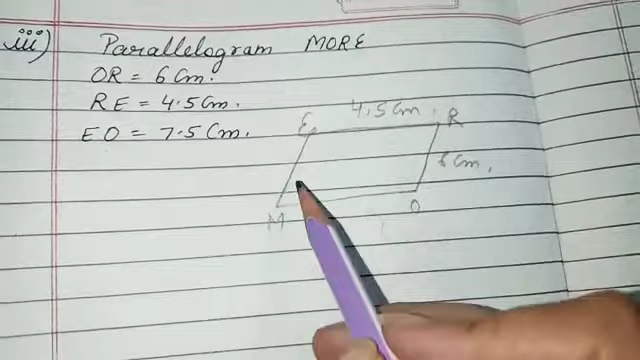 iii) Parallelogram MORE
OR = 6 Cm.
RE = 4.5 Cm.
EO = 7.5 Cm.
4.5 Cm.
E R
6 Cm.
M O